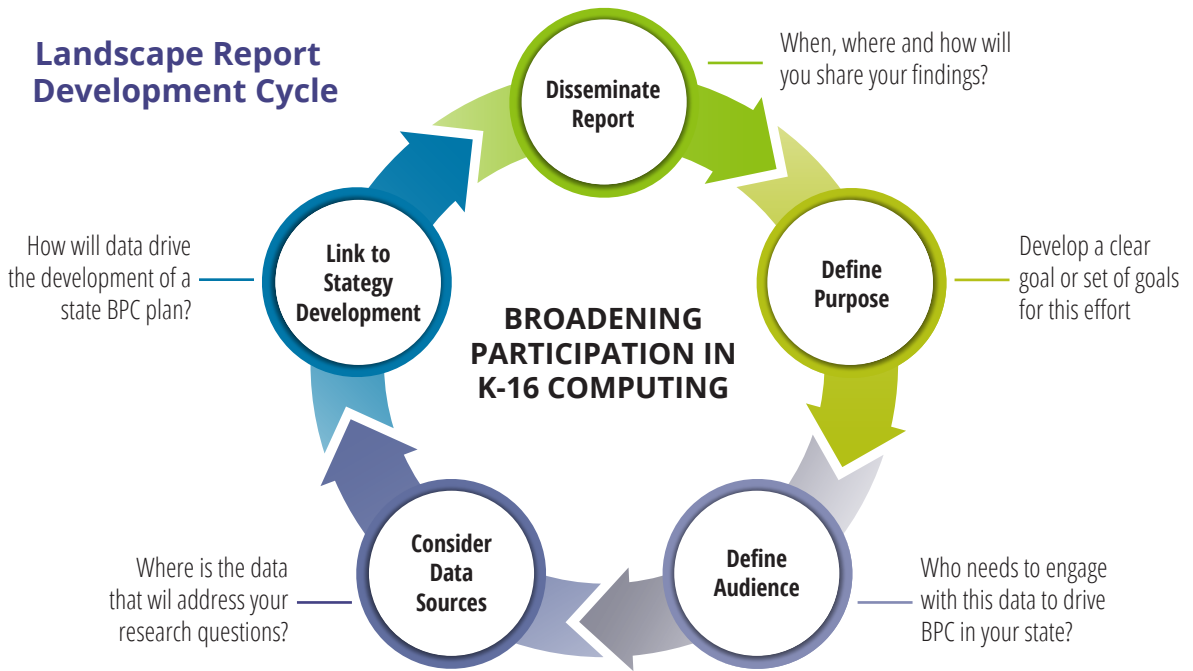 Landscape Report
Development Cycle
Disseminate
Report
When, where and how will
you share your findings?
Define
Purpose
Develop a clear
goal or set of goals
for this effort
Define
Audience
Who needs to engage
with this data to drive
BPC in your state?
Consider
Data
Sources
Where is the data
that wil address your
research questions?
Link to
Stategy
Development
How will data drive
the development of a
state BPC plan?
BROADENING
PARTICIPATION IN
K-16 COMPUTING